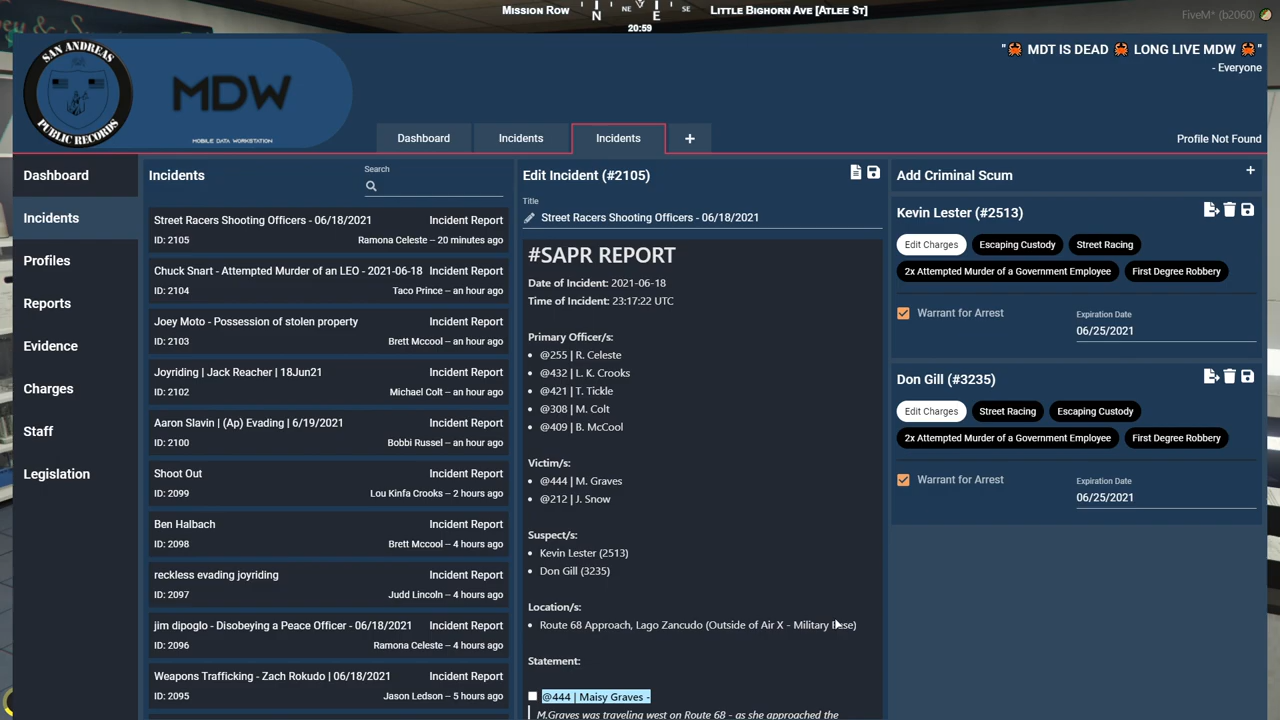 Mission Row
N
NE
E
SE
Little Bighorn Ave [Atlee St]
20:59
FiveM* (b2060)
SAN ANDREAS
PUBLIC RECORDS
MDW
MOBILE DATA WORKSTATION
" 🦀 MDT IS DEAD 🦀 LONG LIVE MDW 🦀 "
- Everyone
Dashboard
Incidents
Incidents
+
Profile Not Found
Dashboard
Incidents
Profiles
Reports
Evidence
Charges
Staff
Legislation
Incidents
Search
Street Racers Shooting Officers - 06/18/2021 Incident Report
ID: 2105 Ramona Celeste – 20 minutes ago
Chuck Snart - Attempted Murder of an LEO - 2021-06-18 Incident Report
ID: 2104 Taco Prince – an hour ago
Joey Moto - Possession of stolen property Incident Report
ID: 2103 Brett Mccool – an hour ago
Joyriding | Jack Reacher | 18Jun21 Incident Report
ID: 2102 Michael Colt – an hour ago
Aaron Slavin | (Ap) Evading | 6/19/2021 Incident Report
ID: 2100 Bobbi Russel – an hour ago
Shoot Out Incident Report
ID: 2099 Lou Kinfa Crooks – 2 hours ago
Ben Halbach Incident Report
ID: 2098 Brett Mccool – 4 hours ago
reckless evading joyriding Incident Report
ID: 2097 Judd Lincoln – 4 hours ago
jim dipoglo - Disobeying a Peace Officer - 06/18/2021 Incident Report
ID: 2096 Ramona Celeste – 4 hours ago
Weapons Trafficking - Zach Rokudo | 06/18/2021 Incident Report
ID: 2095 Jason Ledson – 5 hours ago
Edit Incident (#2105)
Title
Street Racers Shooting Officers - 06/18/2021
#SAPR REPORT
Date of Incident: 2021-06-18
Time of Incident: 23:17:22 UTC
Primary Officer/s:
• @255 | R. Celeste
• @432 | L. K. Crooks
• @421 | T. Tickle
• @308 | M. Colt
• @409 | B. McCool
Victim/s:
• @444 | M. Graves
• @212 | J. Snow
Suspect/s:
• Kevin Lester (2513)
• Don Gill (3235)
Location/s:
• Route 68 Approach, Lago Zancudo (Outside of Air X - Military Base)
Statement:
@444 | Maisy Graves -
M.Graves was traveling west on Route 68 - as she approached the
Add Criminal Scum
+
Kevin Lester (#2513)
Edit Charges Escaping Custody Street Racing
2x Attempted Murder of a Government Employee First Degree Robbery
Warrant for Arrest
Expiration Date
06/25/2021
Don Gill (#3235)
Edit Charges Street Racing Escaping Custody
2x Attempted Murder of a Government Employee First Degree Robbery
Warrant for Arrest
Expiration Date
06/25/2021